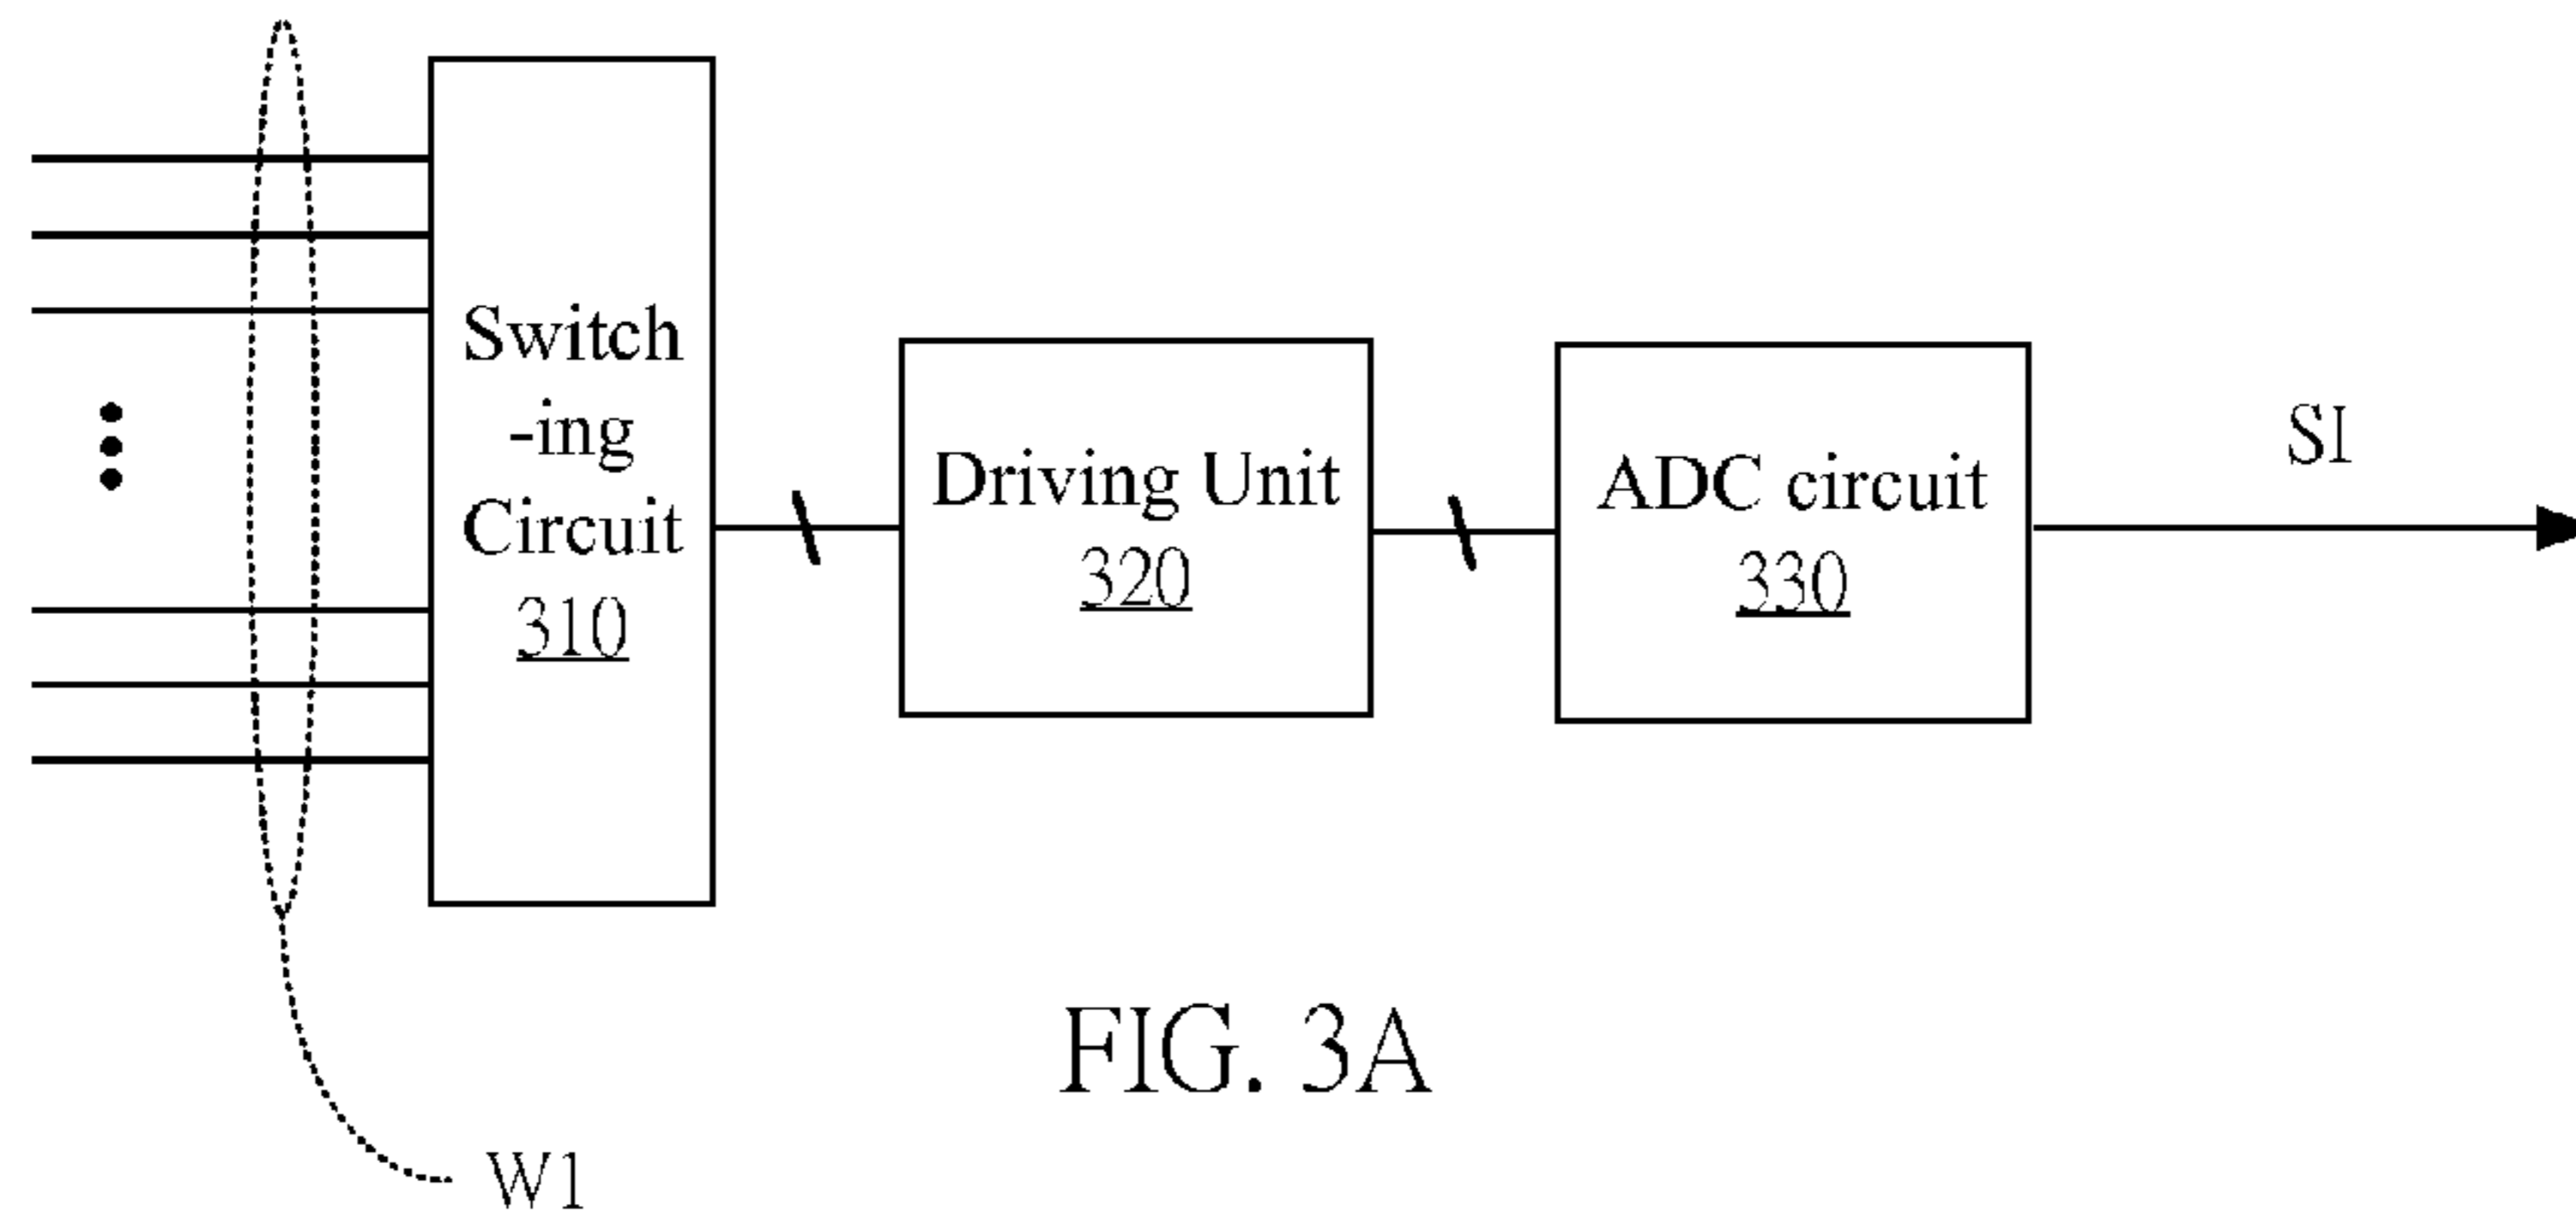 Switch
-ing
Circuit
310
Driving Unit
320
ADC circuit
330
SI
FIG. 3A
W1